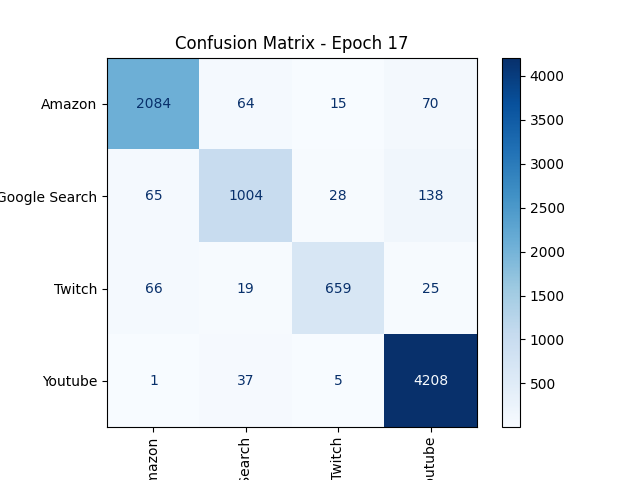 Confusion Matrix - Epoch 17
Amazon 2084 64 15 70
Google Search 65 1004 28 138
Twitch 66 19 659 25
Youtube 1 37 5 4208
mazon earch Twitch outube
4000
3500
3000
2500
2000
1500
1000
500